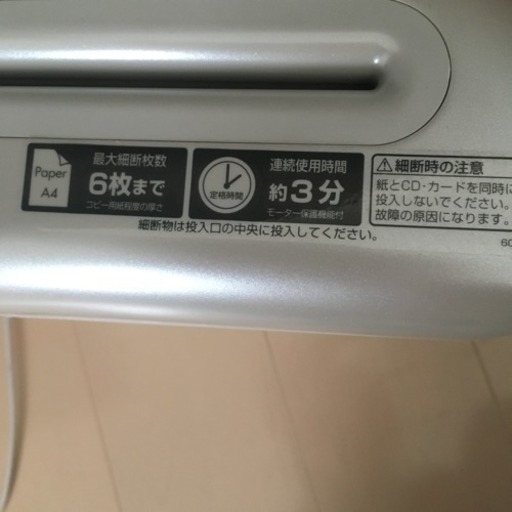 Paper
A4
最大細断枚数
6枚まで
コピー用紙程度の厚さ
定格時間
連続使用時間
約3分
モーター保護機能付
細断時の注意
紙とCD・カードを同時に
投入しないでください。
故障の原因になります。
細断物は投入口の中央に投入してください。
60